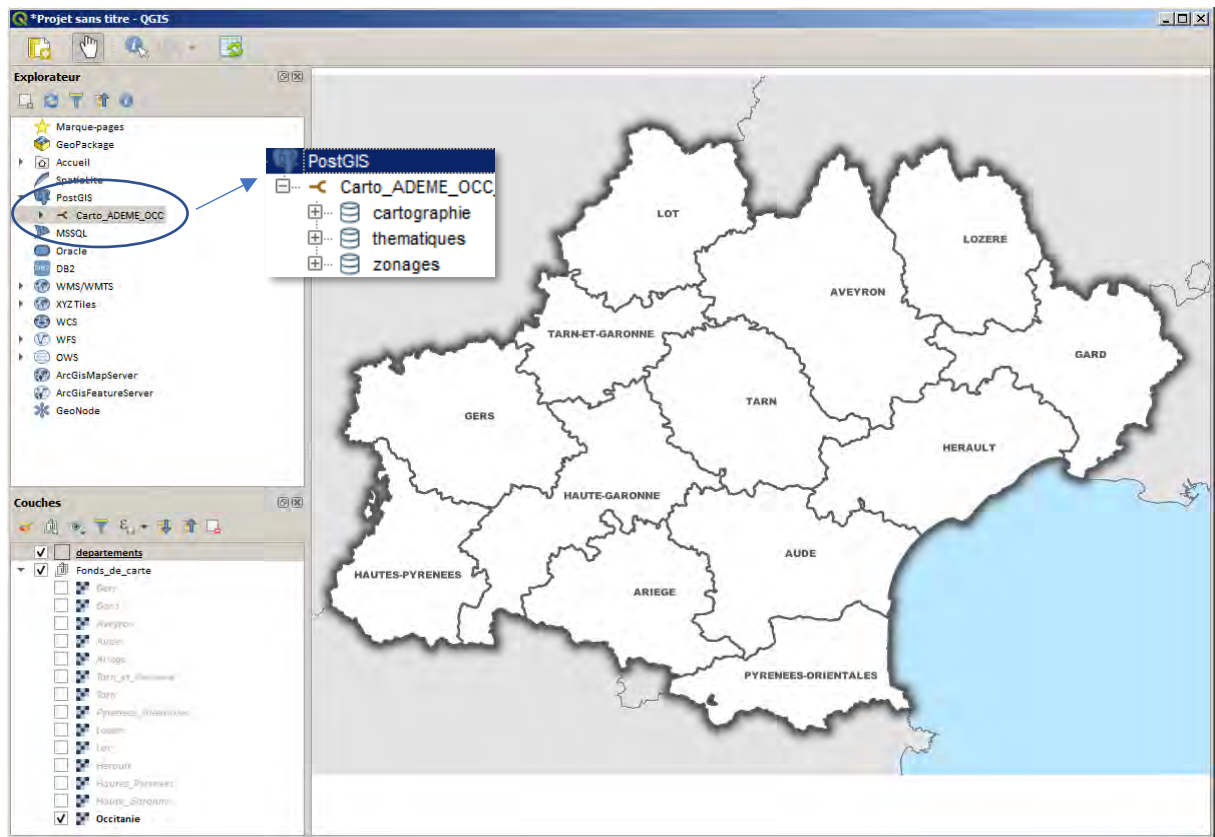 *Projet sans titre - QGIS
Explorateur
Marque-pages
GeoPackage
Accueil
SpatiaLite
PostGIS
Carto_ADEME_OCC
MSSQL
Oracle
DB2
WMS/WMTS
XYZ Tiles
WCS
WFS
OWS
ArcGisMapServer
ArcGisFeatureServer
GeoNode
PostGIS
Carto_ADEME_OCC
cartographie
thematiques
zonages
Couches
departements
Fonds_de_carte
Gers
Gard
Aveyron
Aude
Ariege
Tarn_et_Garonne
Tarn
Pyrenees_Orientales
Lozere
Lot
Herault
Hautes_Pyrenees
Haute_Garonne
Occitanie
LOT
LOZERE
AVEYRON
TARN-ET-GARONNE
GARD
TARN
GERS
HERAULT
HAUTE-GARONNE
AUDE
HAUTES-PYRENEES
ARIEGE
PYRENEES-ORIENTALES